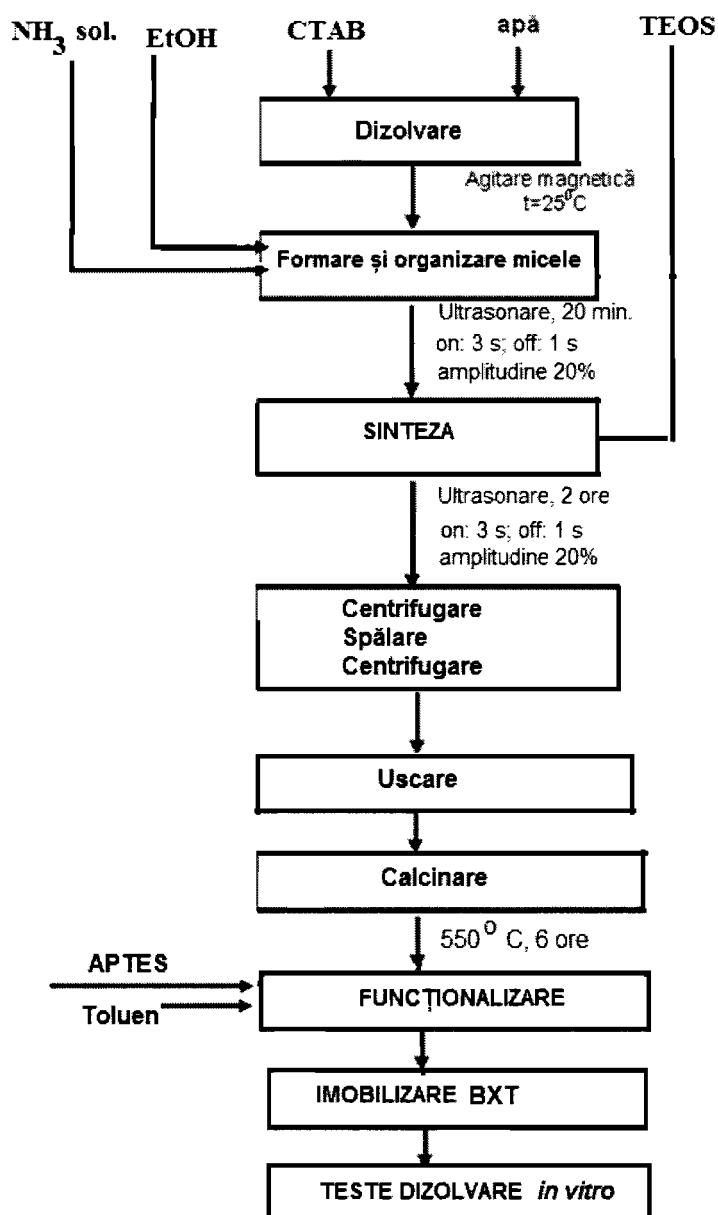 NH3 sol. EtOH CTAB apă TEOS
Dizolvare
Agitare magnetică
t=25°C
Formare și organizare micele
Ultrasonare, 20 min.
on: 3 s; off: 1 s
amplitudine 20%
SINTEZA
Ultrasonare, 2 ore
on: 3 s; off: 1 s
amplitudine 20%
Centrifugare
Spălare
Centrifugare
Uscare
Calcinare
550° C, 6 ore
APTES
Toluen
FUNCȚIONALIZARE
IMOBILIZARE BXT
TESTE DIZOLVARE in vitro